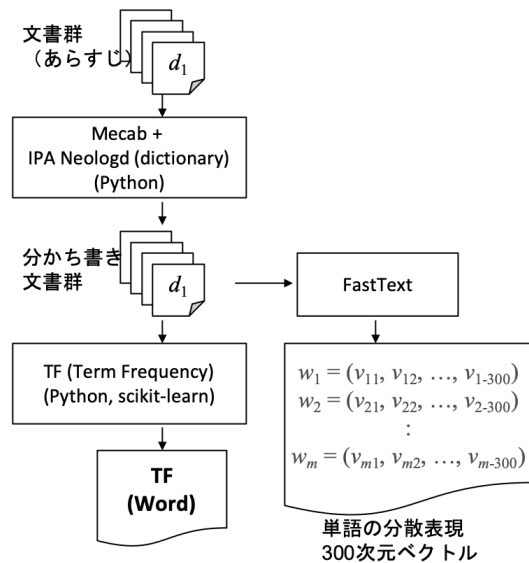 文書群
（あらすじ）
d1
Mecab +
IPA Neologd (dictionary)
(Python)
分かち書き
文書群
d1
FastText
TF (Term Frequency)
(Python, scikit-learn)
w1 = (v11, v12, …, v1-300)
w2 = (v21, v22, …, v2-300)
:
wm = (vm1, vm2, …, vm-300)
TF
(Word)
単語の分散表現
300次元ベクトル